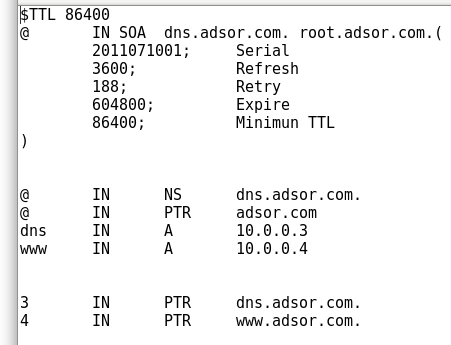 $TTL 86400
@ IN SOA dns.adsor.com. root.adsor.com.(
2011071001; Serial
3600; Refresh
188; Retry
604800; Expire
86400; Minimun TTL
)
@ IN NS dns.adsor.com.
@ IN PTR adsor.com
dns IN A 10.0.0.3
www IN A 10.0.0.4
3 IN PTR dns.adsor.com.
4 IN PTR www.adsor.com.